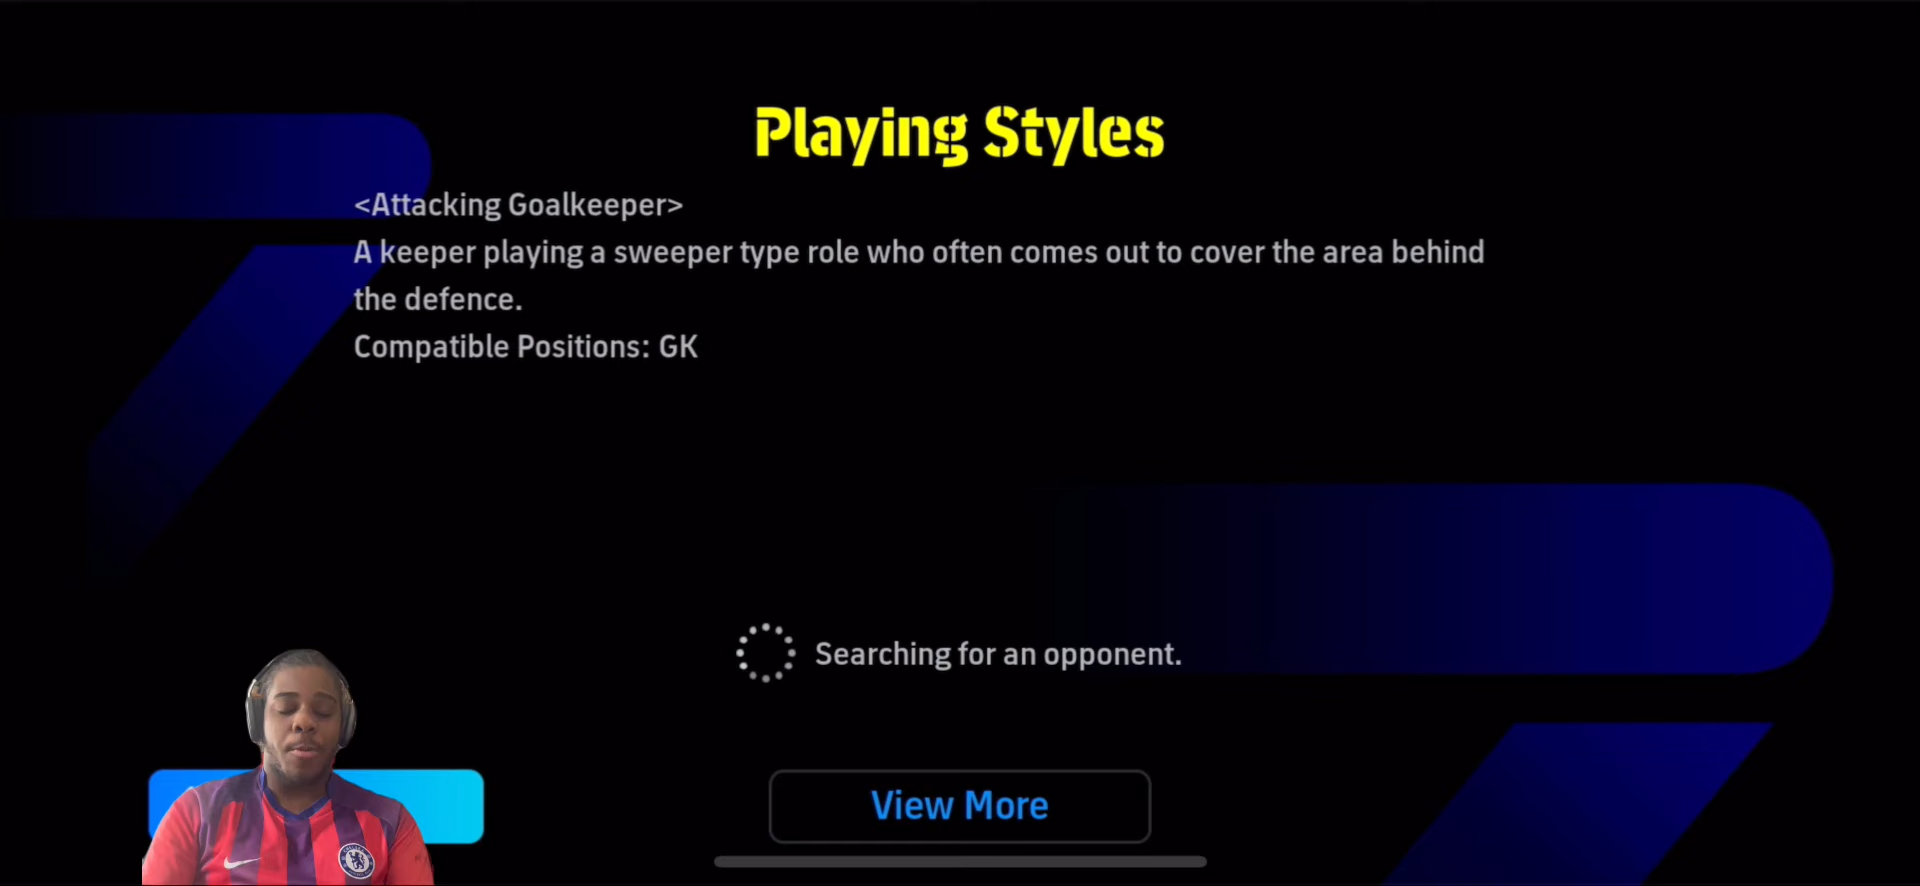 Playing Styles
<Attacking Goalkeeper>
A keeper playing a sweeper type role who often comes out to cover the area behind
the defence.
Compatible Positions: GK
Searching for an opponent.
View More